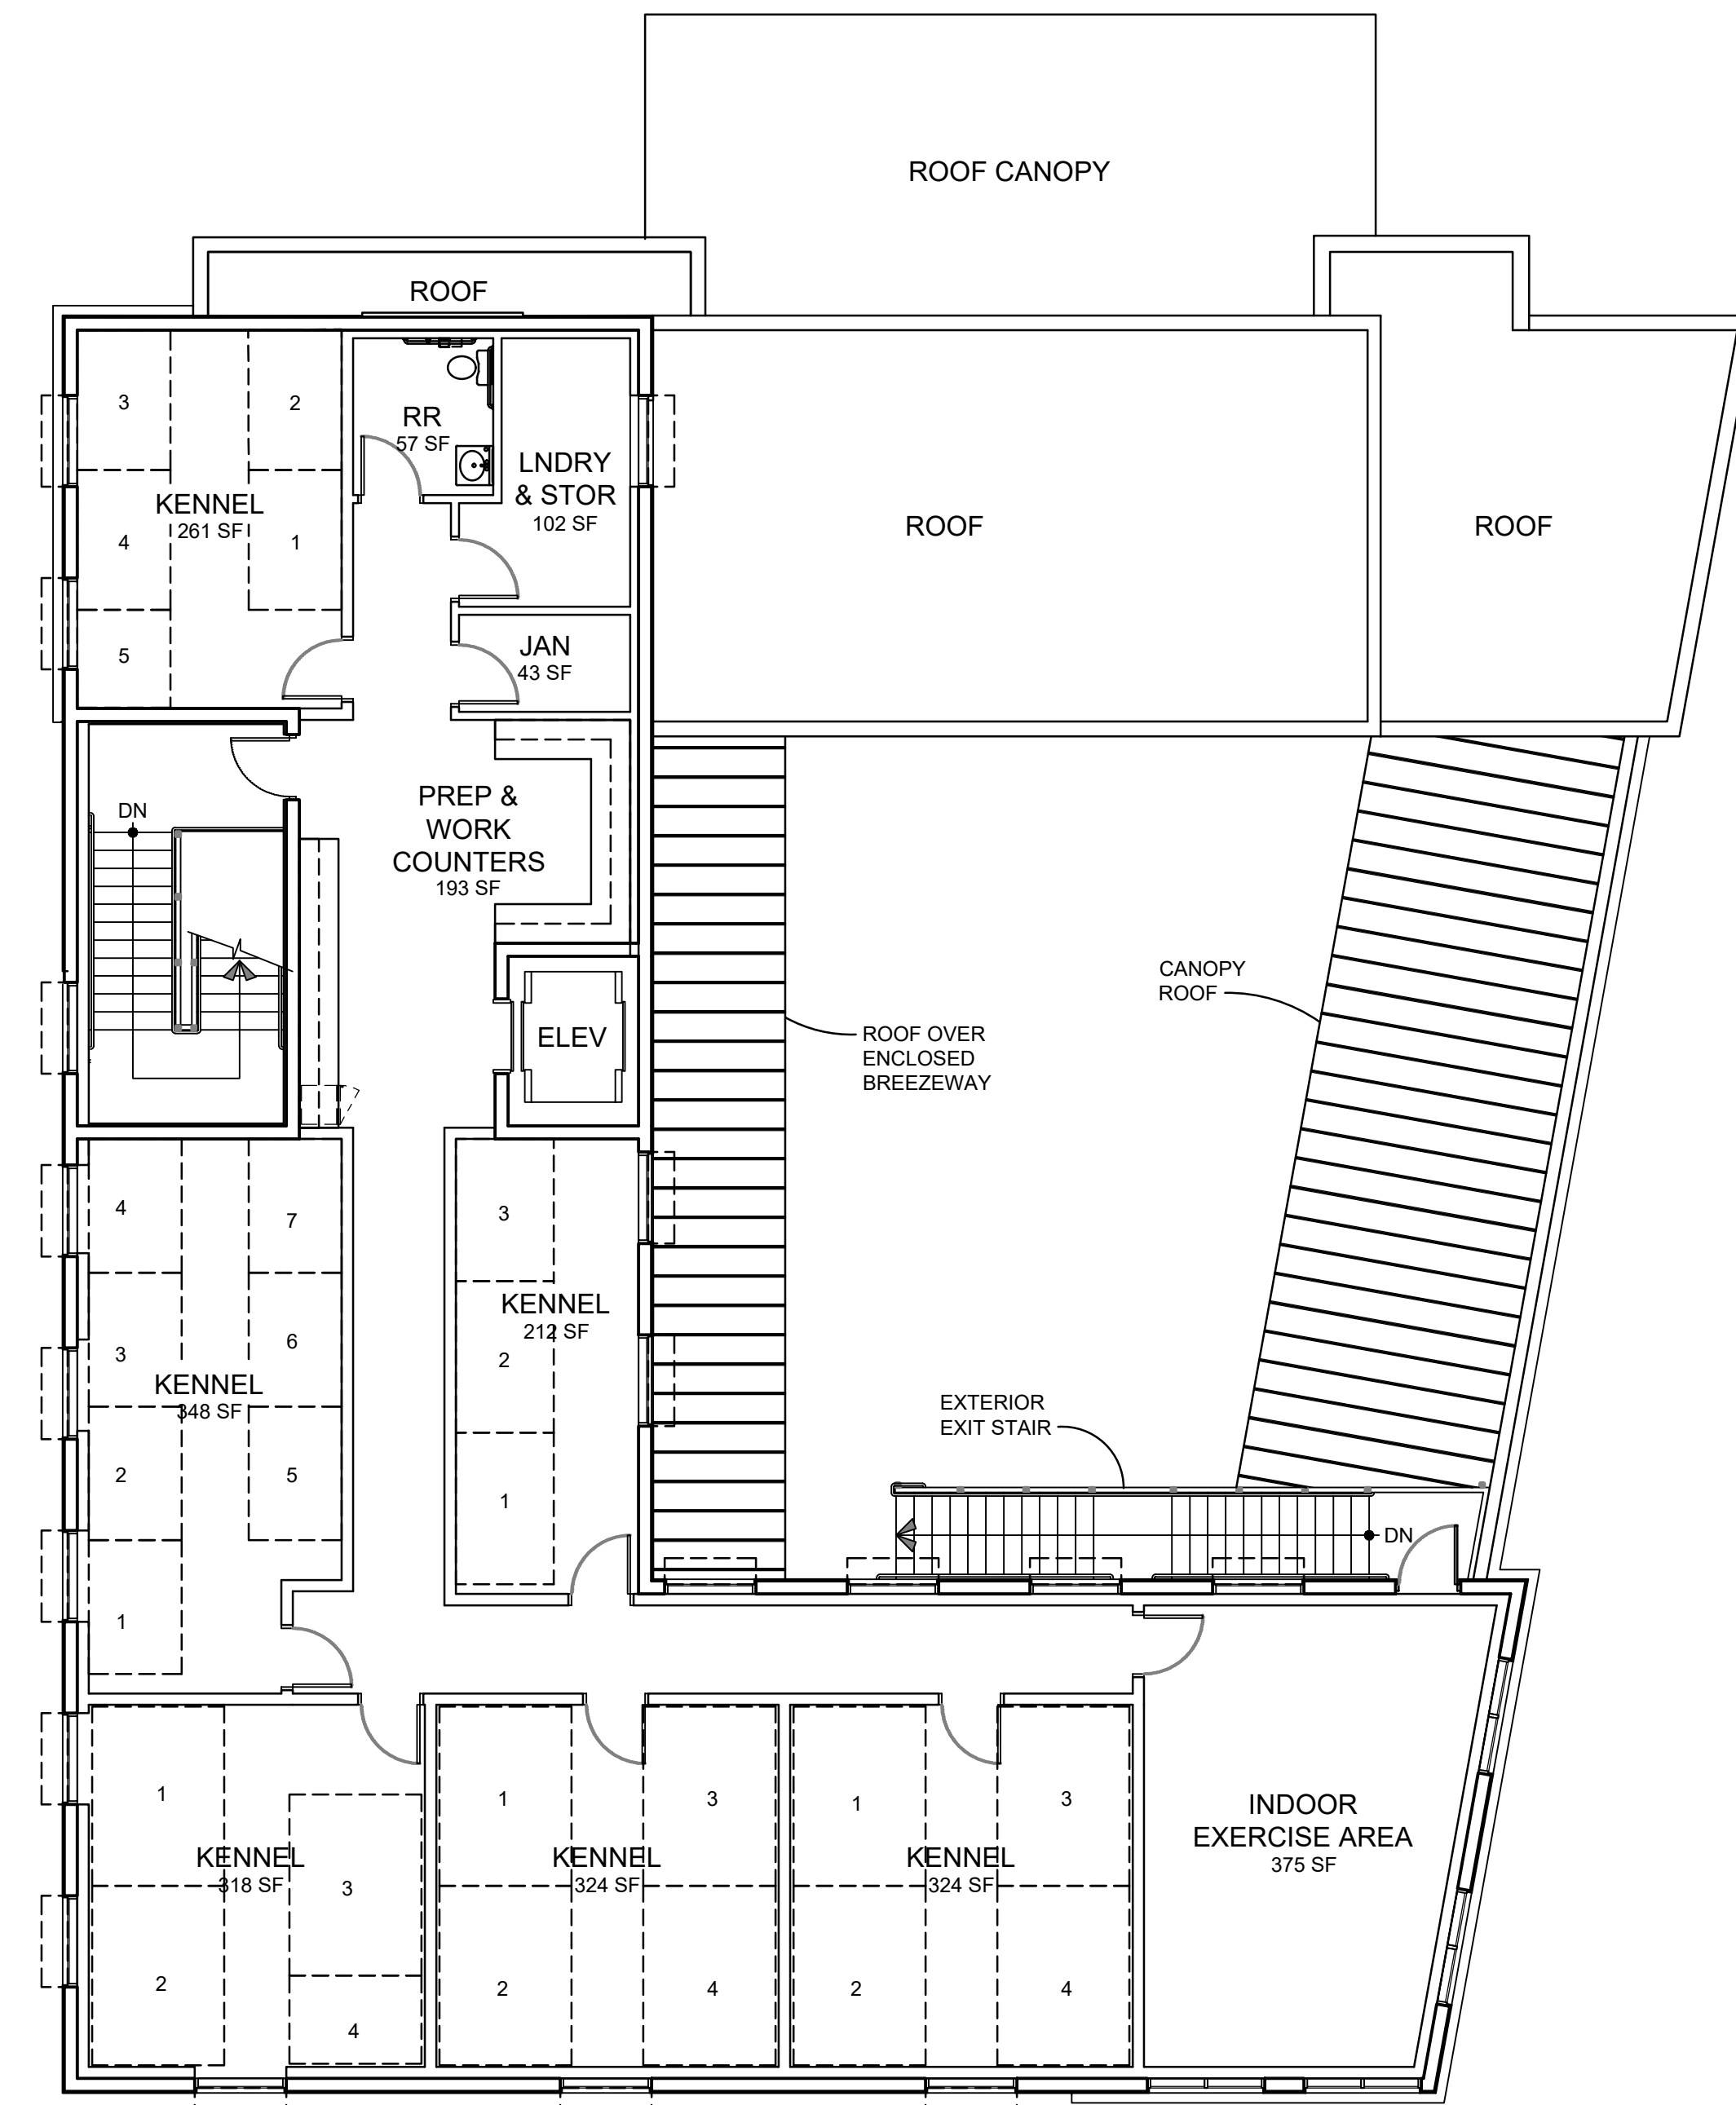 ROOF CANOPY
ROOF
3
2
RR
57 SF
LNDRY
& STOR
102 SF
KENNEL
261 SF
4
1
ROOF
ROOF
5
JAN
43 SF
DN
PREP &
WORK
COUNTERS
193 SF
CANOPY
ROOF
ELEV
ROOF OVER
ENCLOSED
BREEZEWAY
4
7
3
KENNEL
212 SF
3
6
2
KENNEL
348 SF
EXTERIOR
EXIT STAIR
2
5
1
DN
1
1
3
KENNEL
318 SF
2
4
1
3
KENNEL
324 SF
2
4
1
3
KENNEL
324 SF
2
4
INDOOR
EXERCISE AREA
375 SF